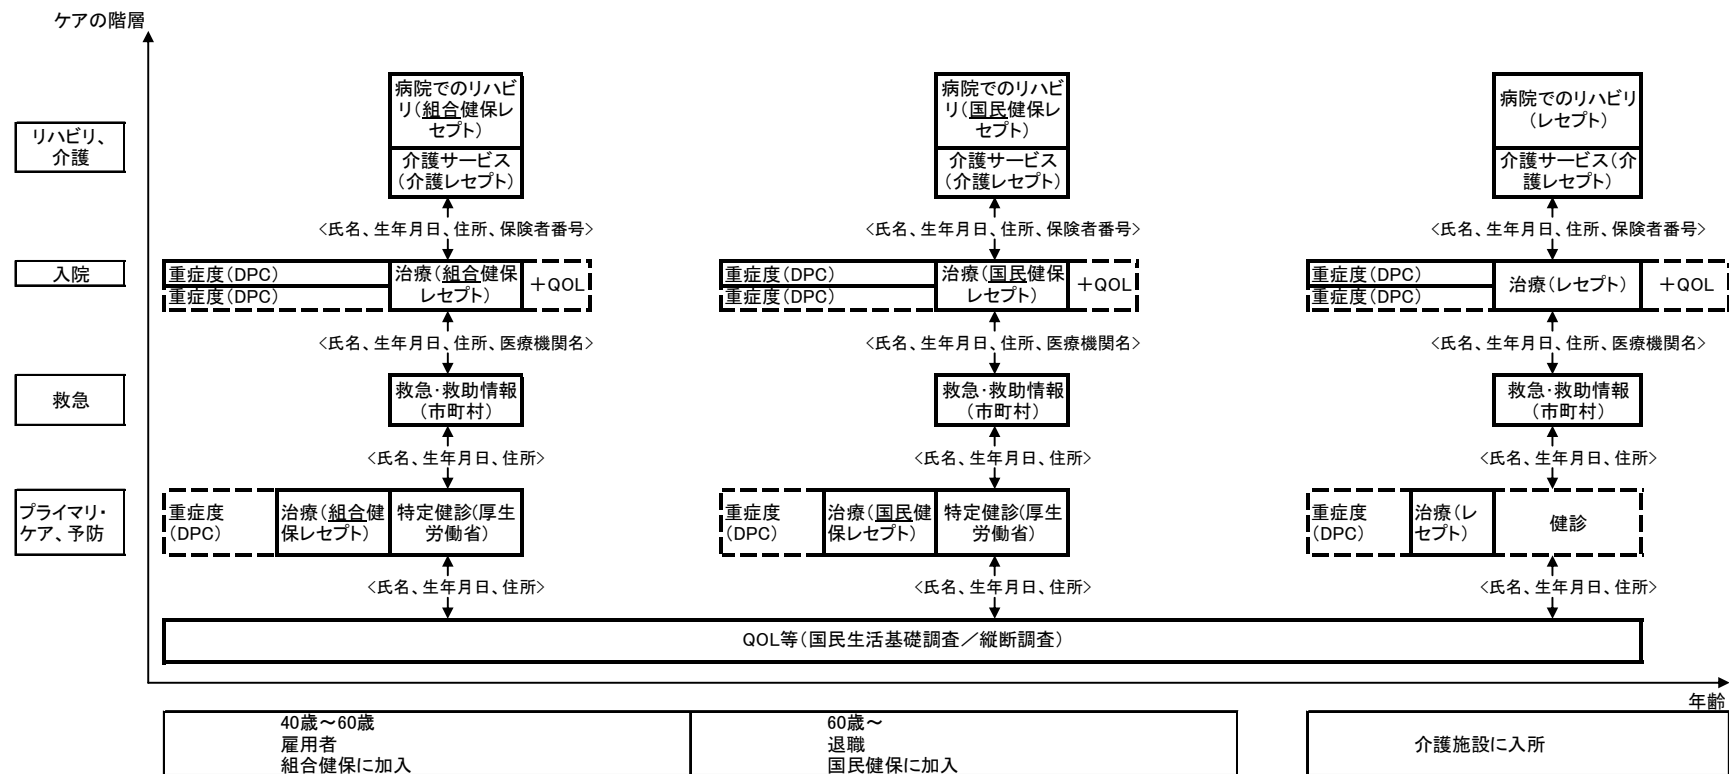 ケアの階層
リハビリ、
介護
病院でのリハビ
リ(組合健保レ
セプト)
介護サービス
(介護レセプト)
病院でのリハビ
リ(国民健保レ
セプト)
介護サービス
(介護レセプト)
病院でのリハビリ
(レセプト)
介護サービス(介
護レセプト)
<氏名、生年月日、住所、保険者番号>
<氏名、生年月日、住所、保険者番号>
<氏名、生年月日、住所、保険者番号>
入院
重症度(DPC)
重症度(DPC)
治療(組合健保
レセプト)
+QOL
重症度(DPC)
重症度(DPC)
治療(国民健保
レセプト)
+QOL
重症度(DPC)
重症度(DPC)
治療(レセプト)
+QOL
<氏名、生年月日、住所、医療機関名>
<氏名、生年月日、住所、医療機関名>
<氏名、生年月日、住所、医療機関名>
救急
救急・救助情報
(市町村)
救急・救助情報
(市町村)
救急・救助情報
(市町村)
<氏名、生年月日、住所>
<氏名、生年月日、住所>
<氏名、生年月日、住所>
プライマリ・
ケア、予防
重症度
(DPC)
治療(組合健
保レセプト)
特定健診(厚生
労働省)
重症度
(DPC)
治療(国民健
保レセプト)
特定健診(厚生
労働省)
重症度
(DPC)
治療(レ
セプト)
健診
<氏名、生年月日、住所>
<氏名、生年月日、住所>
<氏名、生年月日、住所>
QOL等(国民生活基礎調査/縦断調査)
年齢
40歳~60歳
雇用者
組合健保に加入
60歳~
退職
国民健保に加入
介護施設に入所